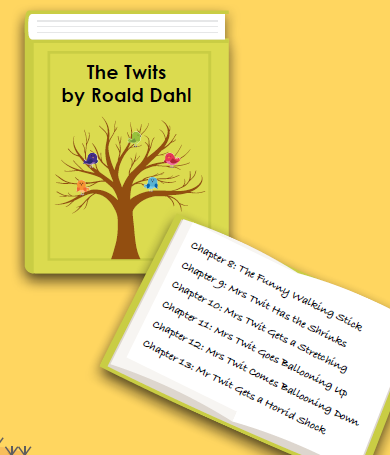 The Twits
by Roald Dahl
Chapter 8: The Funny Walking Stick
Chapter 9: Mrs Twit Has the Shrinks
Chapter 10: Mrs Twit Gets a Stretching
Chapter 11: Mrs Twit Goes Ballooning Up
Chapter 12: Mrs Twit Comes Ballooning Down
Chapter 13: Mr Twit Gets a Horrid Shock